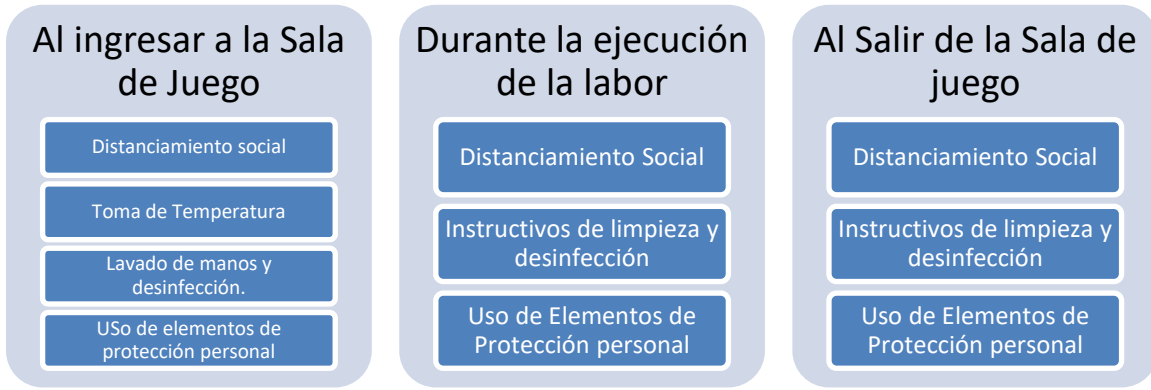 Al ingresar a la Sala
de Juego
Distanciamiento social
Toma de Temperatura
Lavado de manos y
desinfección.
USo de elementos de
protección personal
Durante la ejecución
de la labor
Distanciamiento Social
Instructivos de limpieza y
desinfección
Uso de Elementos de
Protección personal
Al Salir de la Sala de
juego
Distanciamiento Social
Instructivos de limpieza y
desinfección
Uso de Elementos de
Protección personal